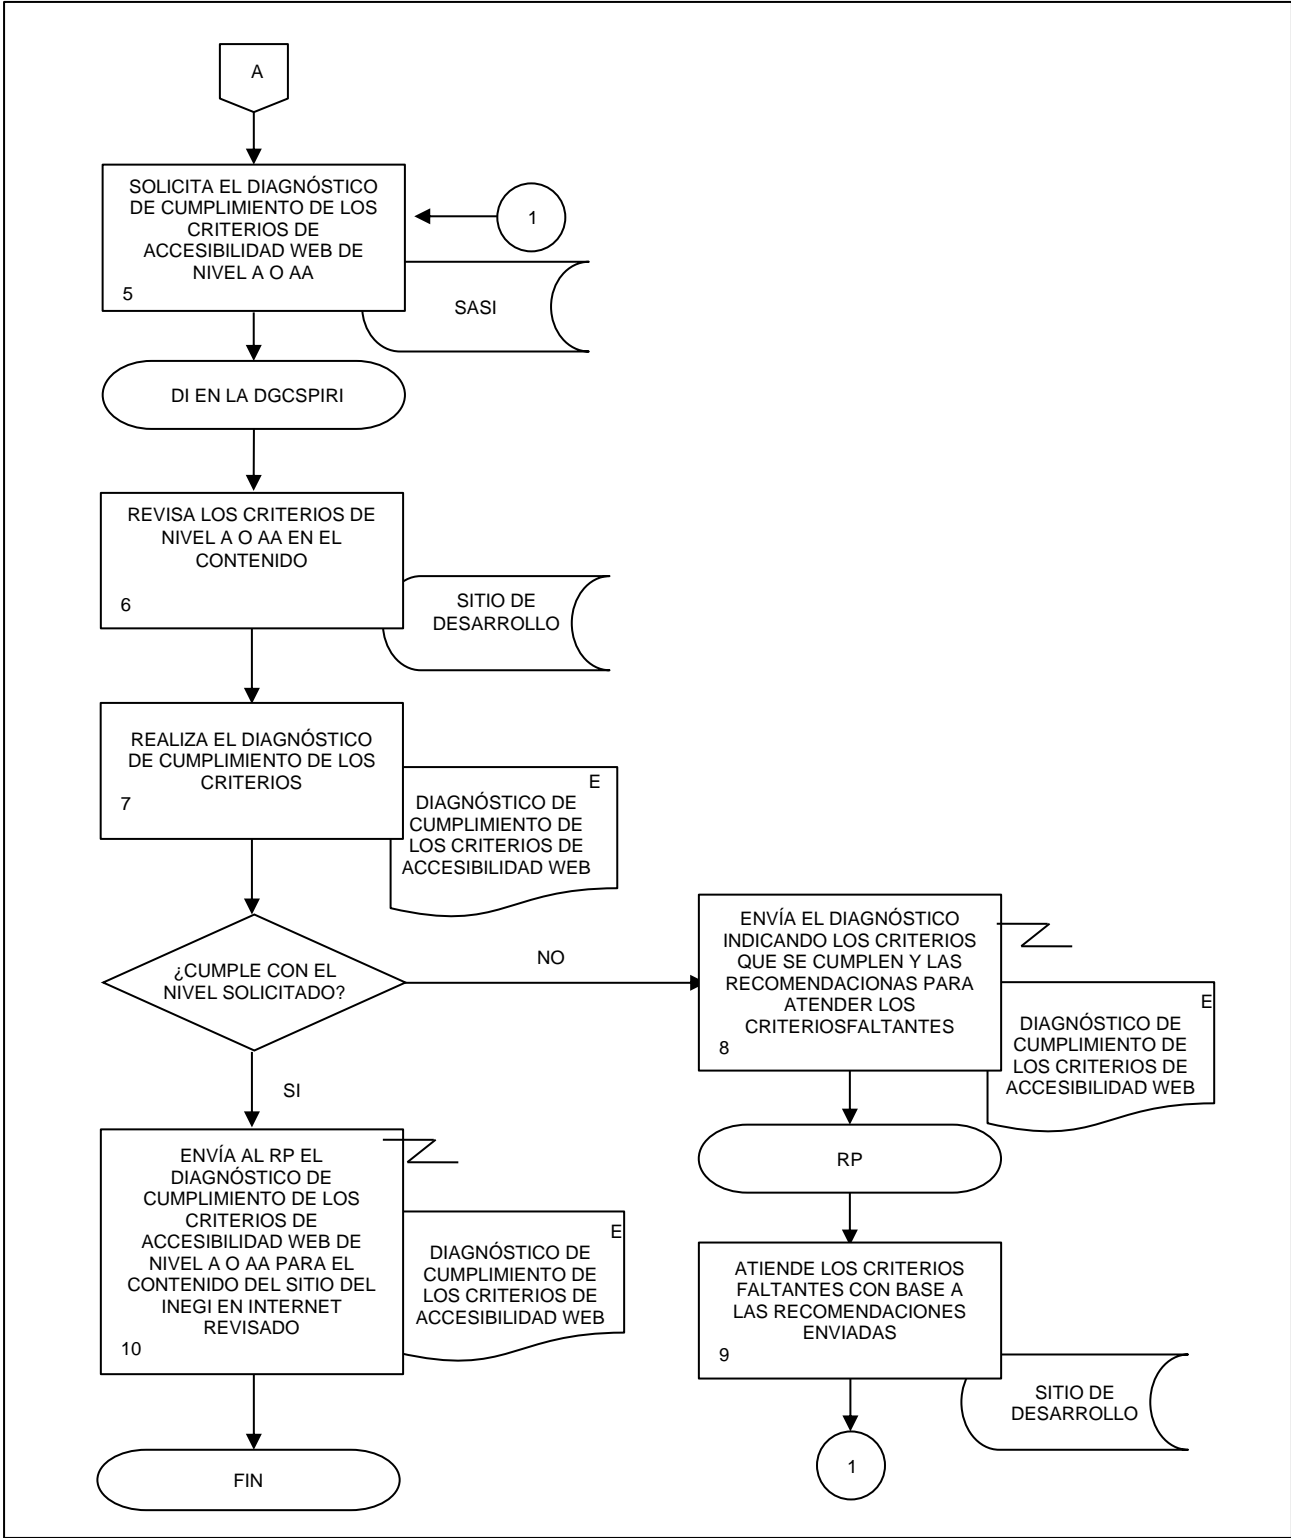 A
SOLICITA EL DIAGNÓSTICO
DE CUMPLIMIENTO DE LOS
CRITERIOS DE
ACCESIBILIDAD WEB DE
NIVEL A O AA
5
1
SASI
DI EN LA DGCSPIRI
REVISA LOS CRITERIOS DE
NIVEL A O AA EN EL
CONTENIDO
6
SITIO DE
DESARROLLO
REALIZA EL DIAGNÓSTICO
DE CUMPLIMIENTO DE LOS
CRITERIOS
7
E
DIAGNÓSTICO DE
CUMPLIMIENTO DE
LOS CRITERIOS DE
ACCESIBILIDAD WEB
¿CUMPLE CON EL
NIVEL SOLICITADO?
NO
SI
ENVÍA EL DIAGNÓSTICO
INDICANDO LOS CRITERIOS
QUE SE CUMPLEN Y LAS
RECOMENDACIONAS PARA
ATENDER LOS
CRITERIOSFALTANTES
8
E
DIAGNÓSTICO DE
CUMPLIMIENTO DE
LOS CRITERIOS DE
ACCESIBILIDAD WEB
RP
ATIENDE LOS CRITERIOS
FALTANTES CON BASE A
LAS RECOMENDACIONES
ENVIADAS
9
SITIO DE
DESARROLLO
1
ENVÍA AL RP EL
DIAGNÓSTICO DE
CUMPLIMIENTO DE LOS
CRITERIOS DE
ACCESIBILIDAD WEB DE
NIVEL A O AA PARA EL
CONTENIDO DEL SITIO DEL
INEGI EN INTERNET
REVISADO
10
E
DIAGNÓSTICO DE
CUMPLIMIENTO DE
LOS CRITERIOS DE
ACCESIBILIDAD WEB
FIN